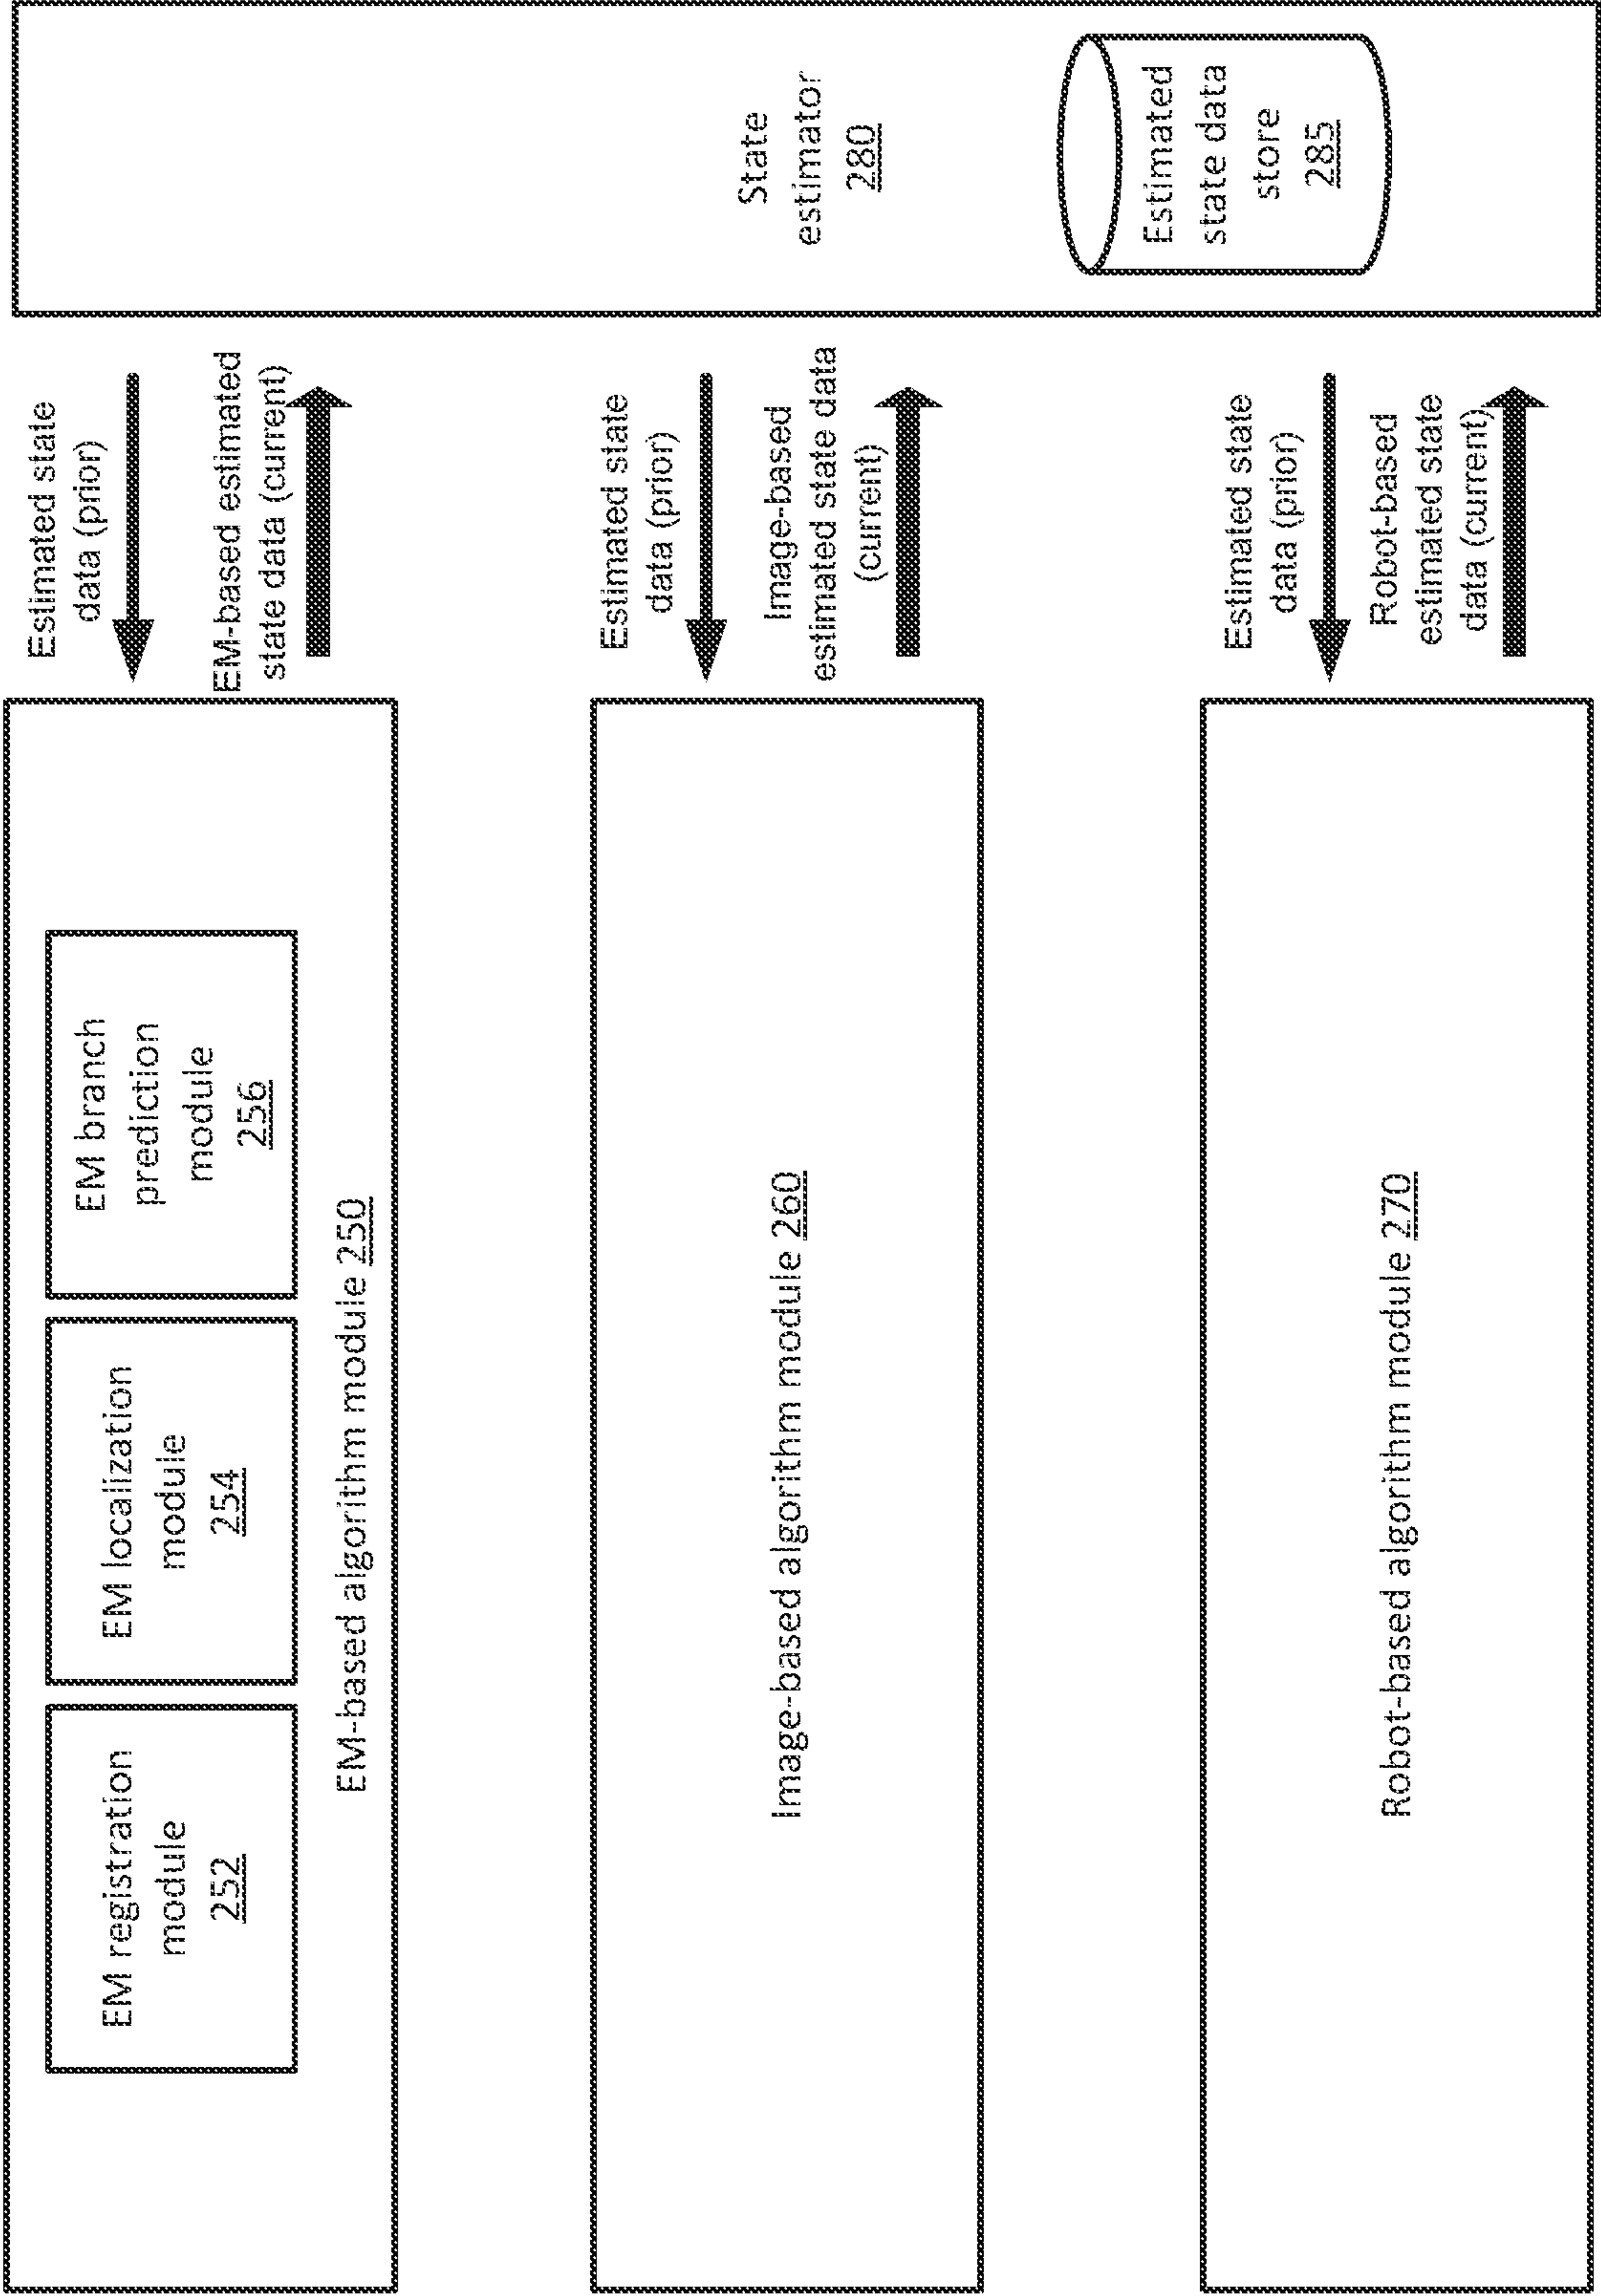 EM registration
module
252
EM localization
module
254
EM branch
prediction
module
256
EM-based algorithm module 250
Estimated state
data (prior)
EM-based estimated
state data (current)
Image-based algorithm module 260
Estimated state
data (prior)
Image-based
estimated state data
(current)
Robot-based algorithm module 270
Estimated state
data (prior)
Robot-based
estimated state
data (current)
State
estimator
280
Estimated
state data
store
285